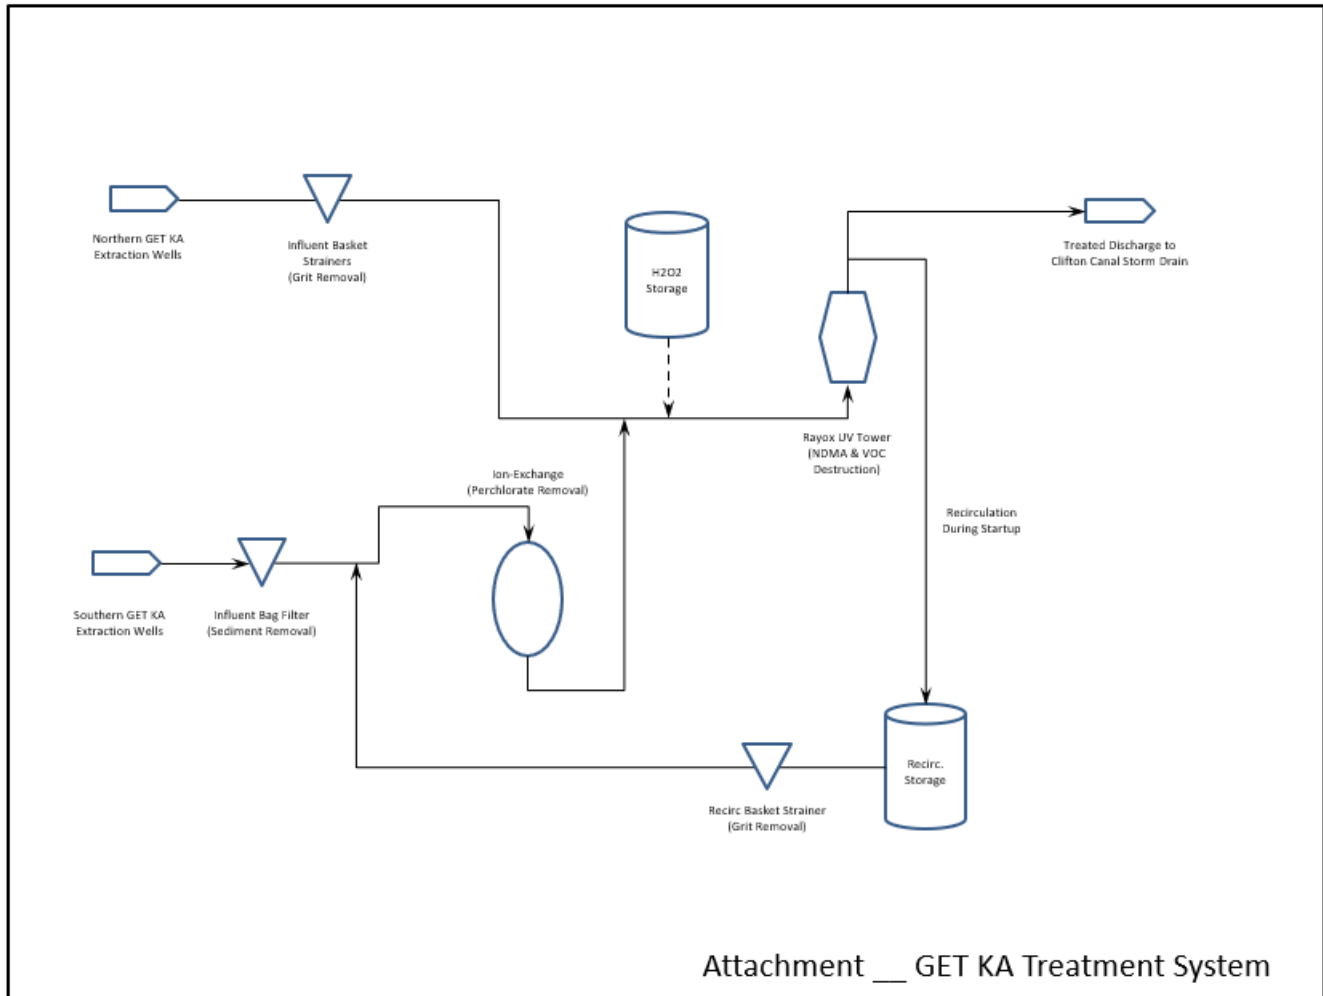 Northern GET KA
Extraction Wells
Influent Basket
Strainers
(Grit Removal)
H2O2
Storage
Treated Discharge to
Clifton Canal Storm Drain
Rayox UV Tower
(NDMA & VOC
Destruction)
Ion-Exchange
(Perchlorate Removal)
Recirculation
During Startup
Southern GET KA
Extraction Wells
Influent Bag Filter
(Sediment Removal)
Recirc.
Storage
Recirc Basket Strainer
(Grit Removal)
Attachment __ GET KA Treatment System